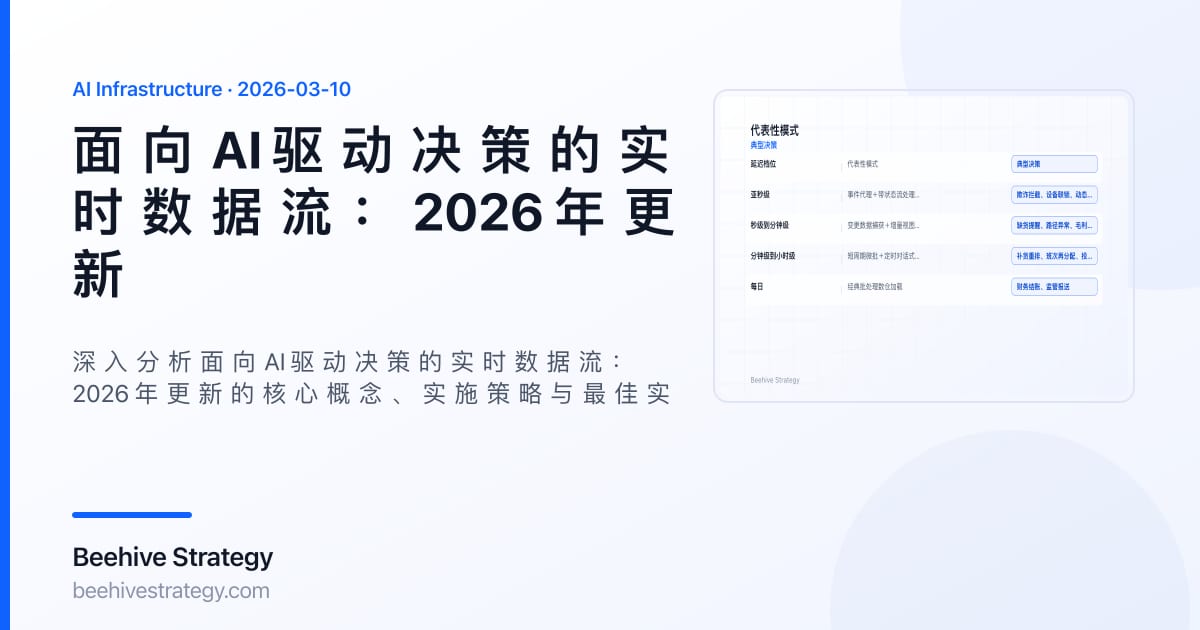 AI Infrastructure · 2026-03-10
面向AI驱动决策的实
时数据流：2026年更
新
深入分析面向AI驱动决策的实时数据流：
2026年更新的核心概念、实施策略与最佳实
Beehive Strategy
beehivestrategy.com
代表性模式
典型决策
延迟档位 代表性模式 典型决策
亚秒级 事件代理＋带状态流处理... 欺诈拦截、设备联锁、动态...
秒级到分钟级 变更数据捕获＋增量视图... 缺货提醒、路径异常、毛利...
分钟级到小时级 短周期微批＋定时对话式... 补货重排、班次再分配、投...
每日 经典批处理数仓加载 财务结账、监管报送
Beehive Strategy